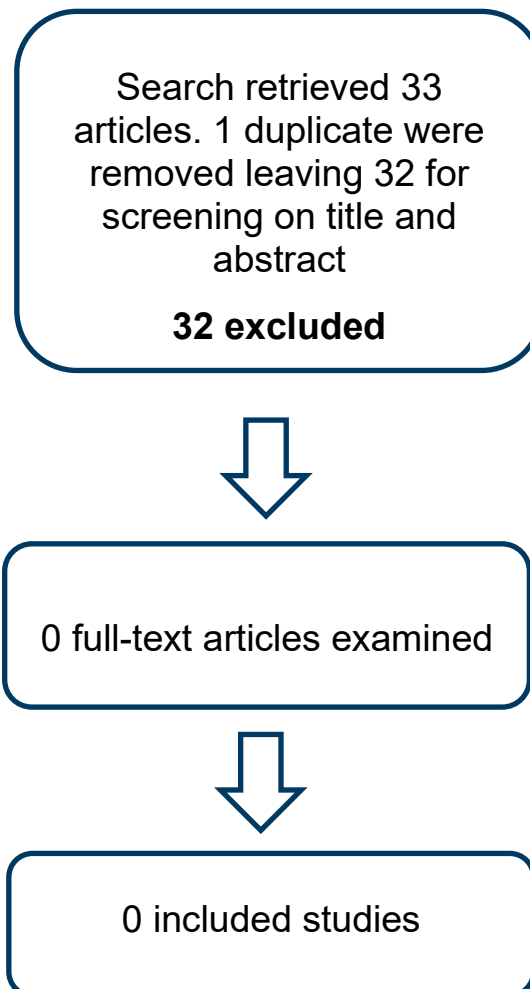 Search retrieved 33
articles. 1 duplicate were
removed leaving 32 for
screening on title and
abstract
32 excluded
0 full-text articles examined
0 included studies